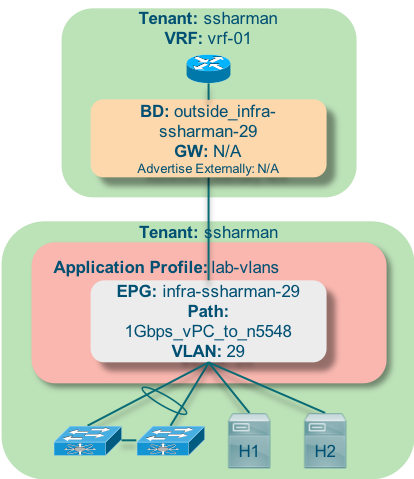 Tenant: ssharman
VRF: vrf-01
BD: outside_infra-
ssharman-29
GW: N/A
Advertise Externally: N/A
Tenant: ssharman
Application Profile: lab-vlans
EPG: infra-ssharman-29
Path:
1Gbps_vPC_to_n5548
VLAN: 29
H1
H2